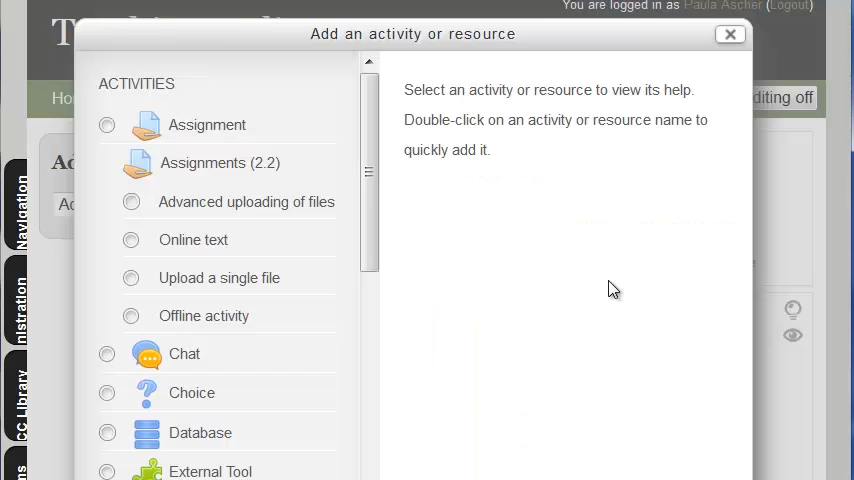 You are logged in as Paula Ascher (Logout)
Add an activity or resource
Ho
diting off
ACTIVITIES
Assignment
Assignments (2.2)
Advanced uploading of files
Online text
Upload a single file
Offline activity
Chat
Choice
Database
External Tool
Select an activity or resource to view its help.
Double-click on an activity or resource name to
quickly add it.
Ad
Ad
Navigation
nistration
CC Library
ms